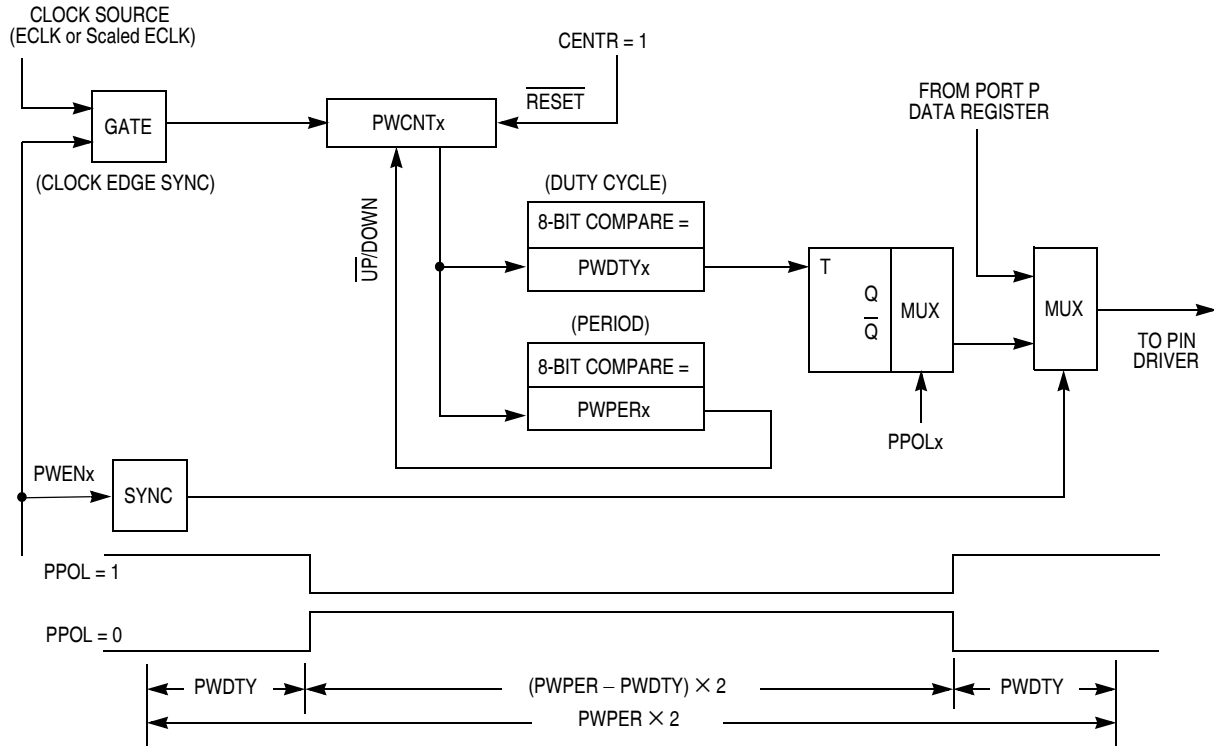 CLOCK SOURCE
(ECLK or Scaled ECLK)
CENTR = 1
RESET
FROM PORT P
DATA REGISTER
GATE
PWCNTx
(CLOCK EDGE SYNC)
UP/DOWN
(DUTY CYCLE)
8-BIT COMPARE =
PWDTYx
T
Q
Q
MUX
MUX
TO PIN
DRIVER
(PERIOD)
8-BIT COMPARE =
PWPERx
PPOLx
PWENx
SYNC
PPOL = 1
PPOL = 0
PWDTY
(PWPER – PWDTY) × 2
PWDTY
PWPER × 2